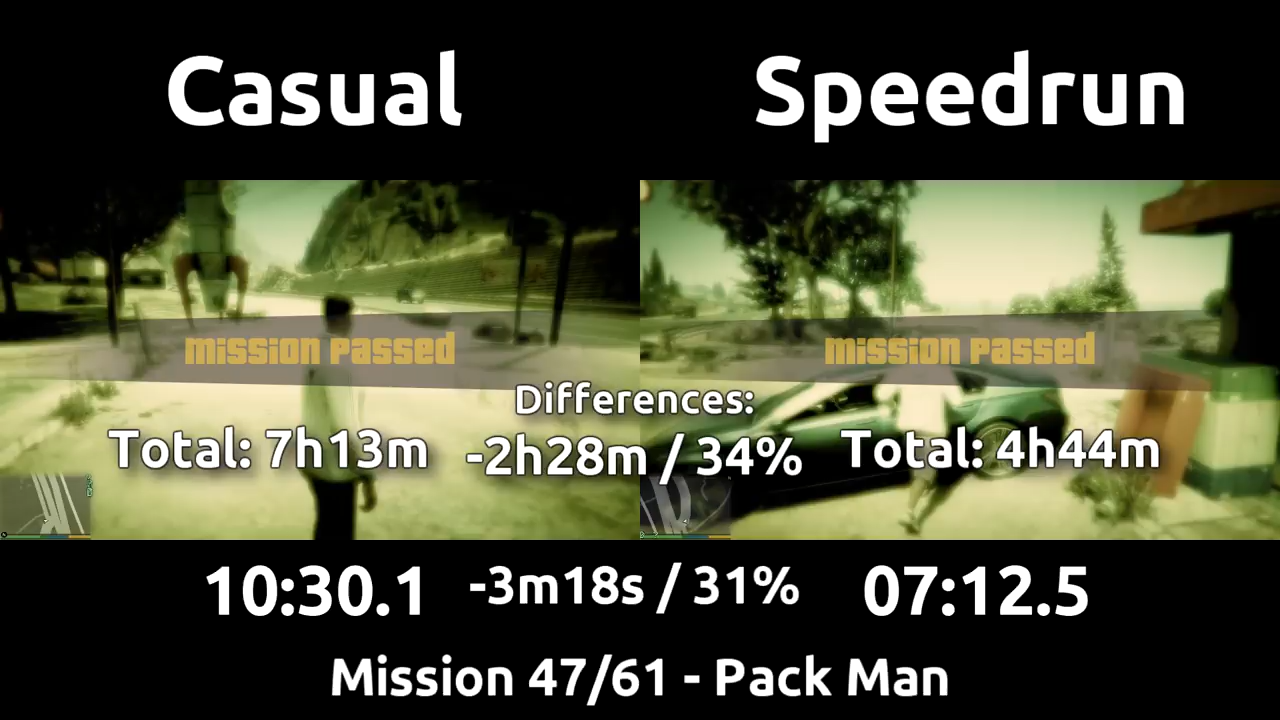 Casual
Speedrun
mission passed
mission passed
Differences:
Total: 7h13m
-2h28m / 34%
Total: 4h44m
10:30.1
-3m18s / 31%
07:12.5
Mission 47/61 - Pack Man